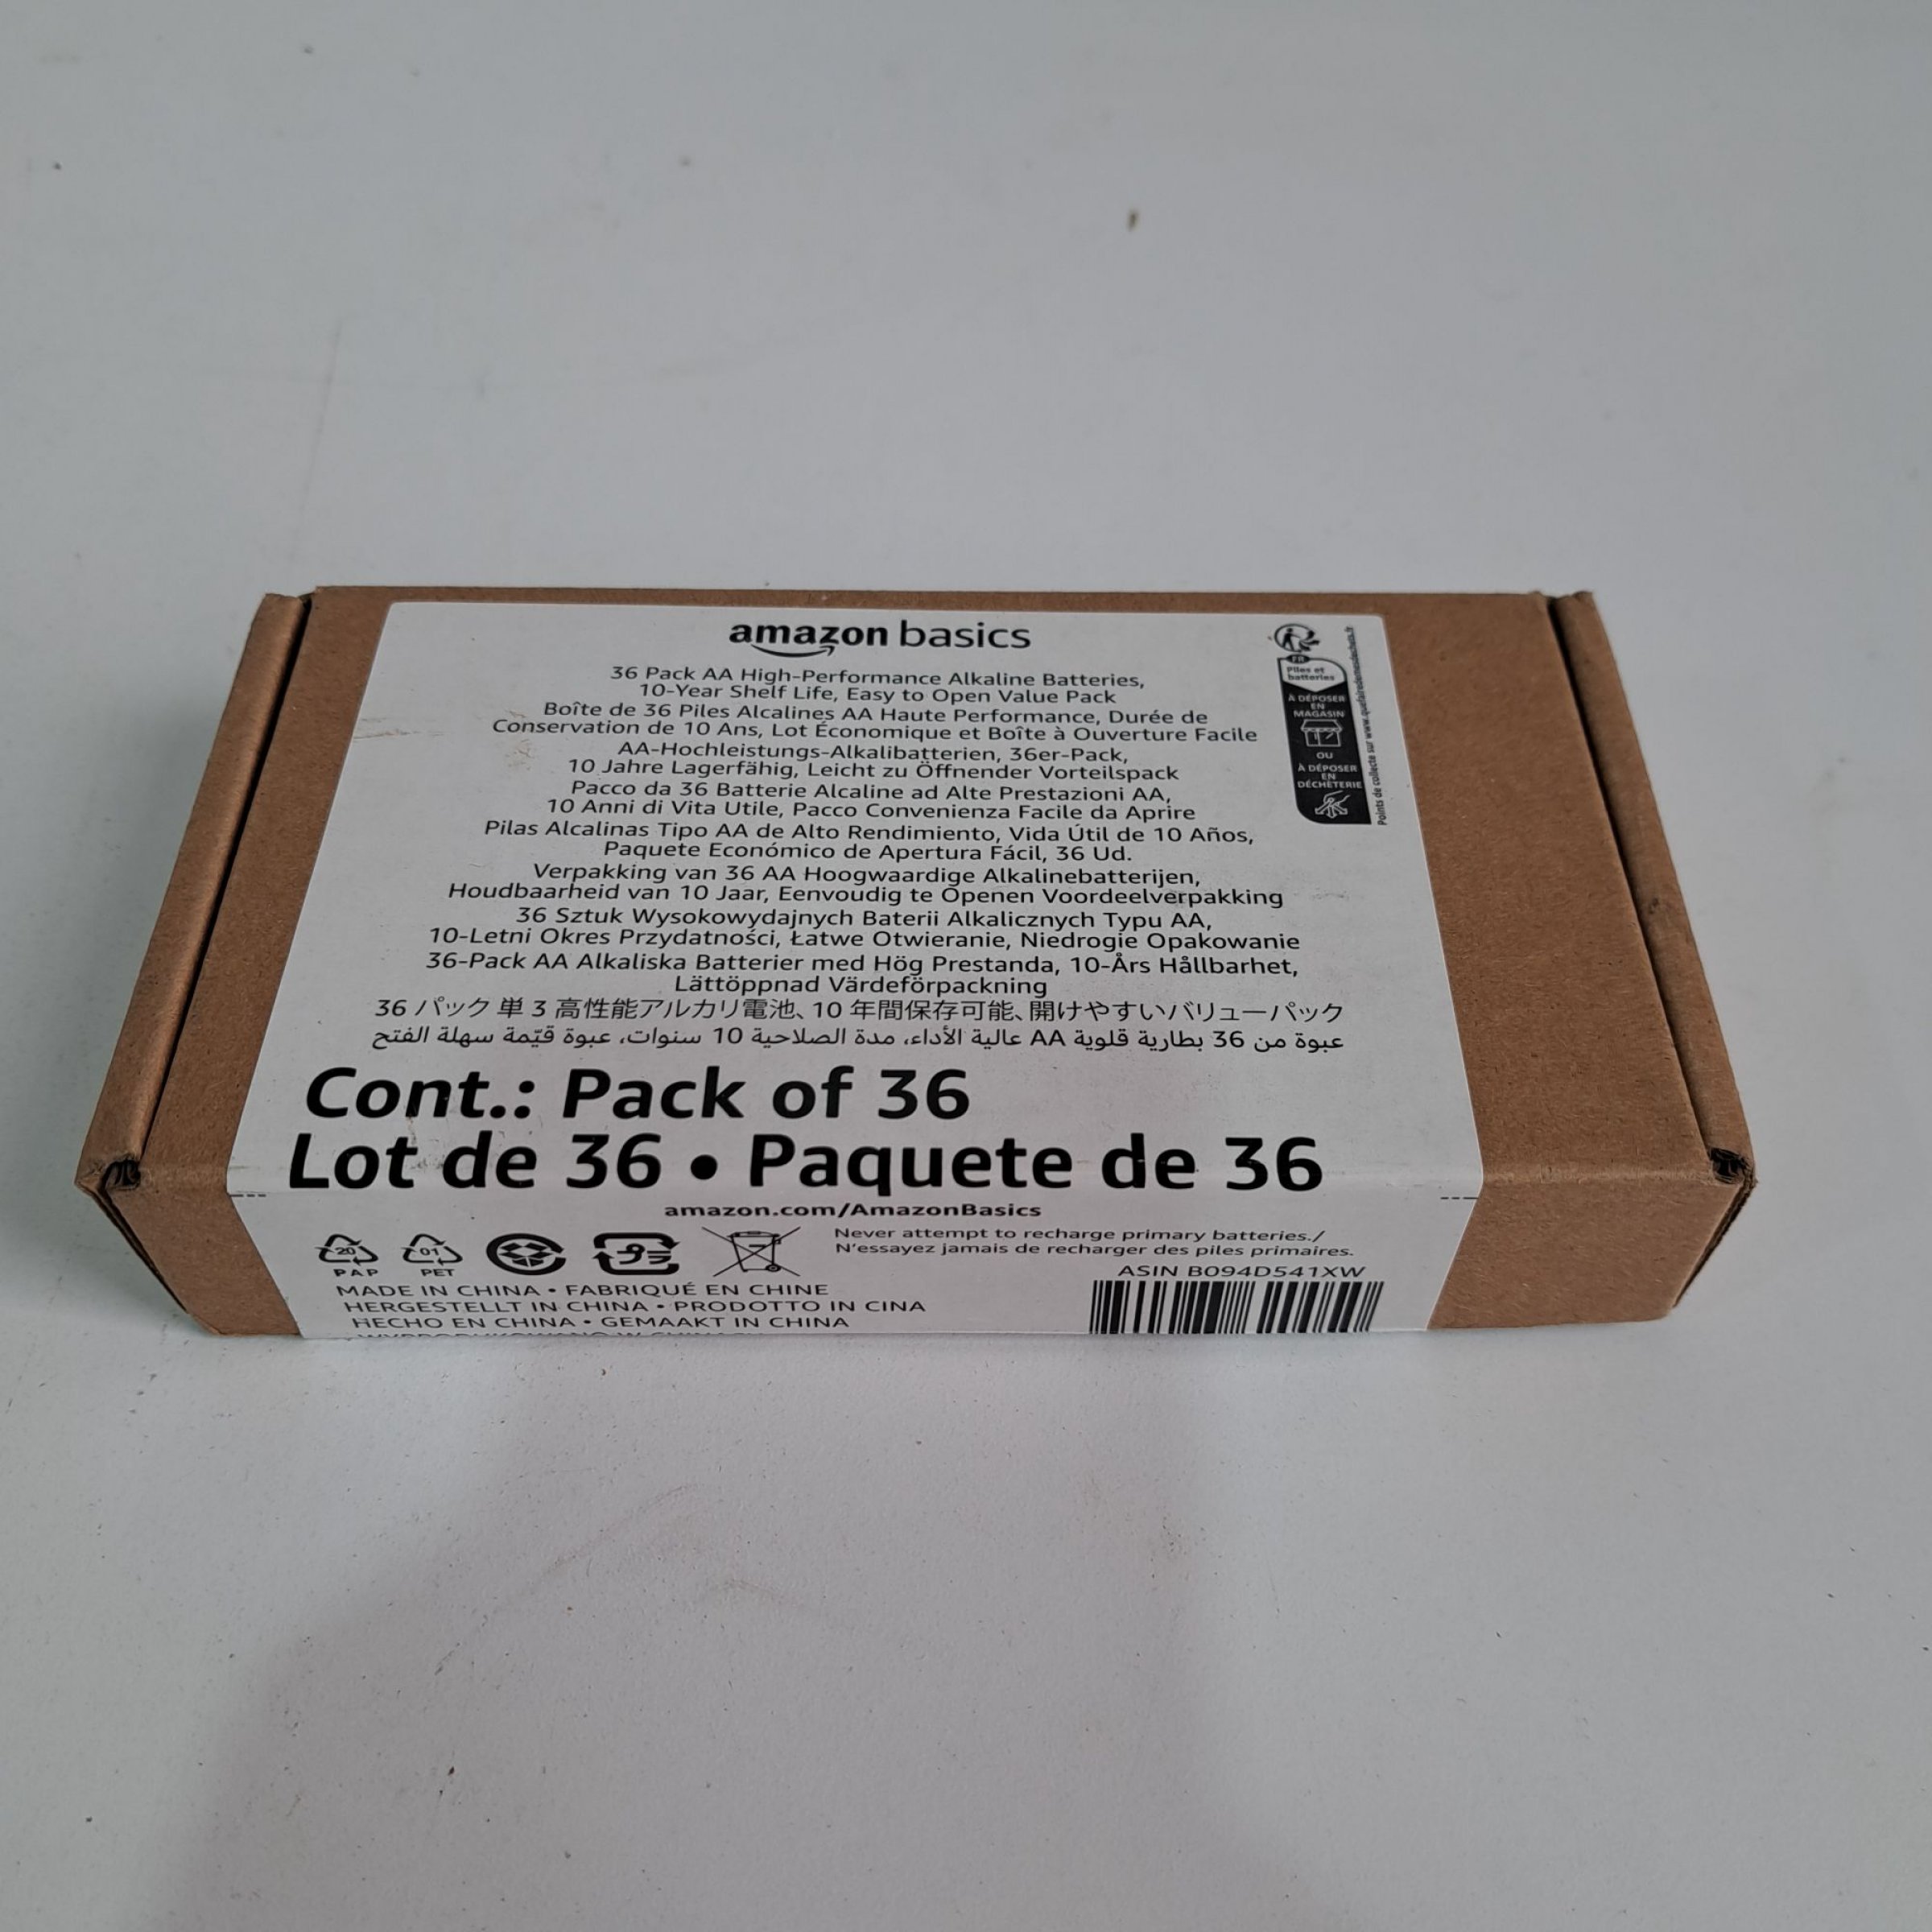 amazon basics
36 Pack AA High-Performance Alkaline Batteries,
10-Year Shelf Life, Easy to Open Value Pack
Boîte de 36 Piles Alcalines AA Haute Performance, Durée de
Conservation de 10 Ans, Lot Économique et Boîte à Ouverture Facile
AA-Hochleistungs-Alkalibatterien, 36er-Pack,
10 Jahre Lagerfähig, Leicht zu Öffnender Vorteilspack
Pacco da 36 Batterie Alcaline ad Alte Prestazioni AA,
10 Anni di Vita Utile, Pacco Convenienza Facile da Aprire
Pilas Alcalinas Tipo AA de Alto Rendimiento, Vida Útil de 10 Años,
Paquete Económico de Apertura Fácil, 36 Ud.
Verpakking van 36 AA Hoogwaardige Alkalinebatterijen,
Houdbaarheid van 10 Jaar, Eenvoudig te Openen Voordeelverpakking
36 Sztuk Wysokowydajnych Baterii Alkalicznych Typu AA,
10-Letni Okres Przydatności, Łatwe Otwieranie, Niedrogie Opakowanie
36-Pack AA Alkaliska Batterier med Hög Prestanda, 10-Års Hållbarhet,
Lättöppnad Värdeförpackning
36 パック 単 3 高性能アルカリ電池、10 年間保存可能、開けやすいバリューパック
عبوة من 36 بطارية قلوية AA عالية الأداء، مدة الصلاحية 10 سنوات، عبوة قيّمة سهلة الفتح
FR
Piles et
batteries
À DÉPOSER
EN
MAGASIN
OU
À DÉPOSER
EN
DÉCHÈTERIE
Points de collecte sur www.quefairedemesdechets.fr
Cont.: Pack of 36
Lot de 36 • Paquete de 36
amazon.com/AmazonBasics
20
PAP
01
PET
Never attempt to recharge primary batteries./
N'essayez jamais de recharger des piles primaires.
ASIN B094D541XW
MADE IN CHINA • FABRIQUÉ EN CHINE
HERGESTELLT IN CHINA • PRODOTTO IN CINA
HECHO EN CHINA • GEMAAKT IN CHINA